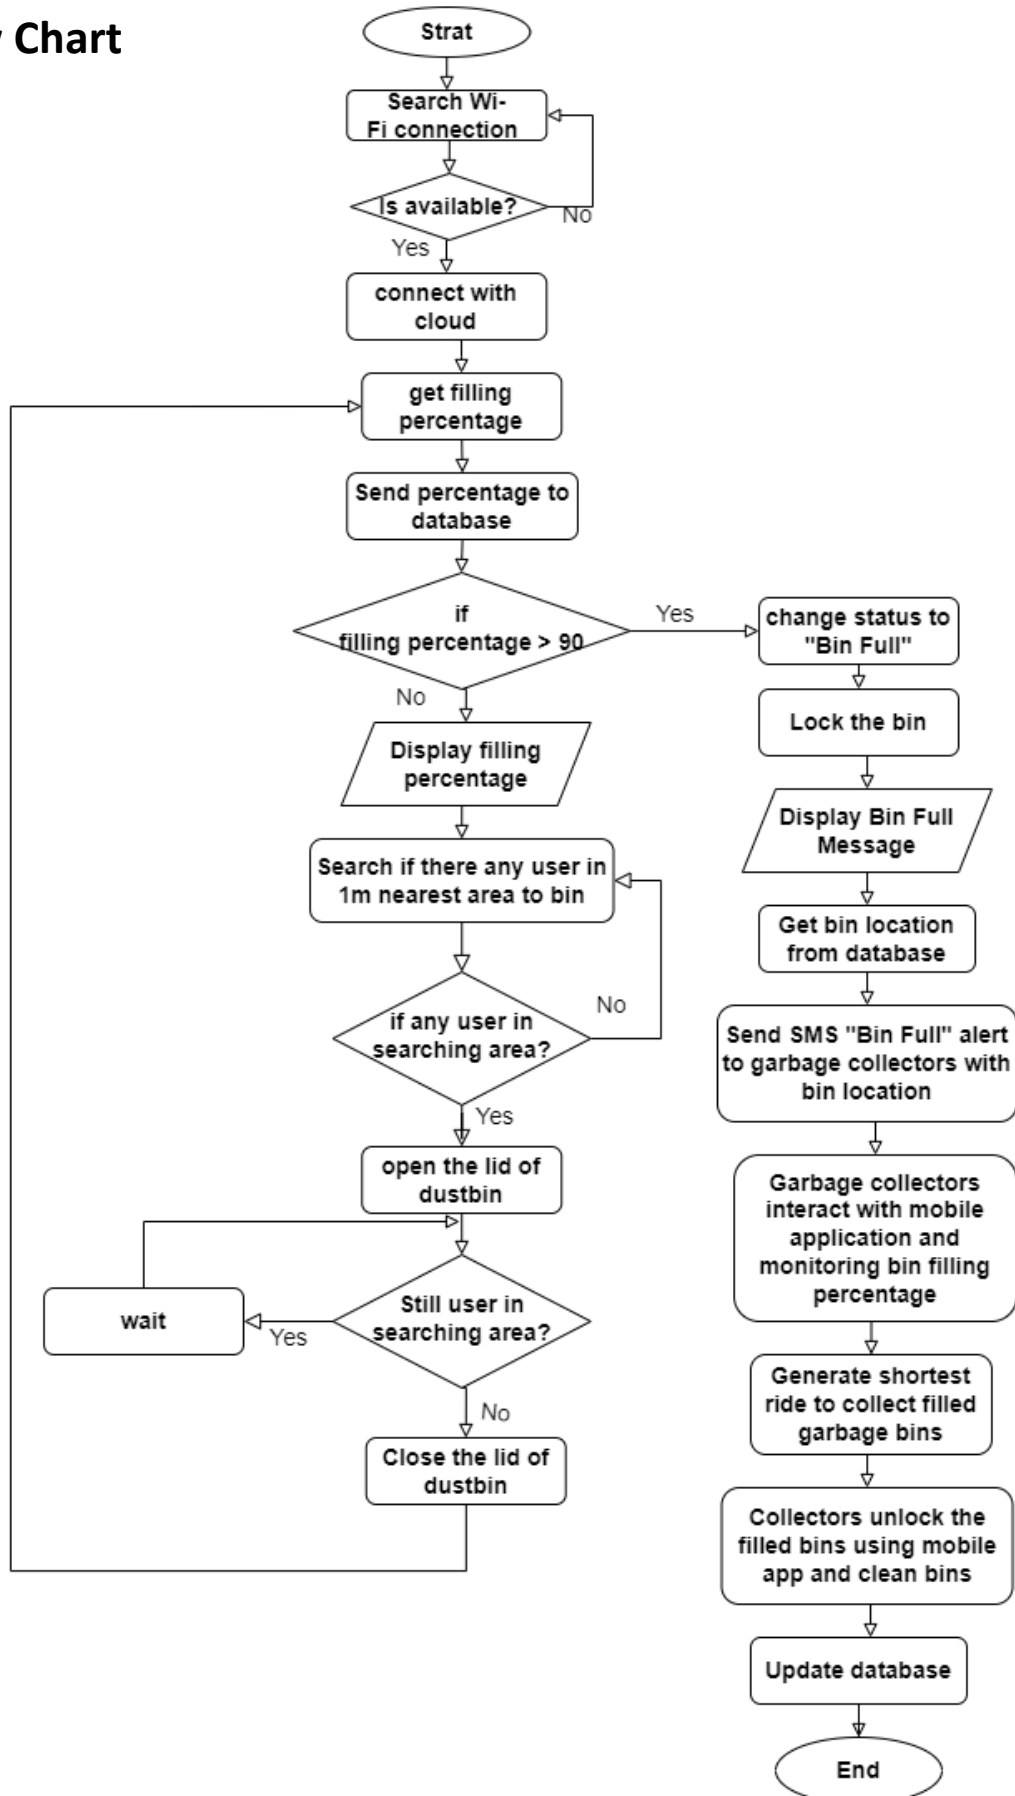 Chart
Strat
Search Wi-
Fi connection
Is available?
No
Yes
connect with
cloud
get filling
percentage
Send percentage to
database
if
filling percentage > 90
Yes
No
Display filling
percentage
Search if there any user in
1m nearest area to bin
if any user in
searching area?
No
Yes
open the lid of
dustbin
Still user in
searching area?
Yes
wait
No
Close the lid of
dustbin
change status to
"Bin Full"
Lock the bin
Display Bin Full
Message
Get bin location
from database
Send SMS "Bin Full" alert
to garbage collectors with
bin location
Garbage collectors
interact with mobile
application and
monitoring bin filling
percentage
Generate shortest
ride to collect filled
garbage bins
Collectors unlock the
filled bins using mobile
app and clean bins
Update database
End